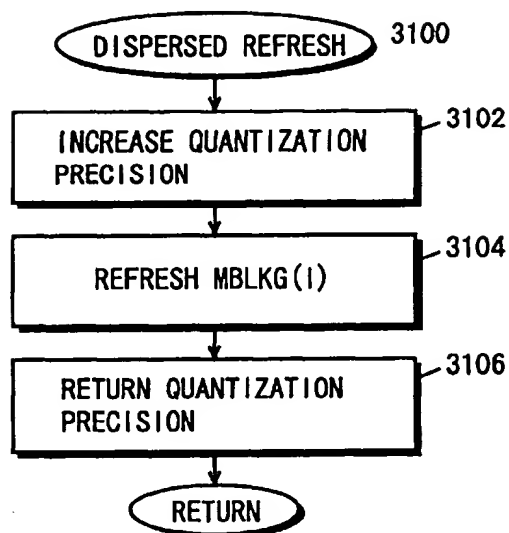 DISPERSED REFRESH
3100
INCREASE QUANTIZATION
PRECISION
3102
REFRESH MBLKG(i)
3104
RETURN QUANTIZATION
PRECISION
3106
RETURN